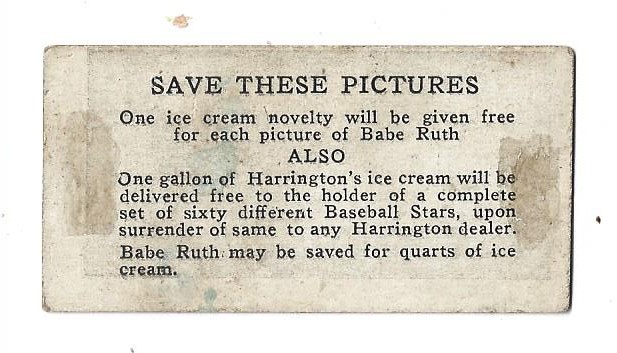 SAVE THESE PICTURES
One ice cream novelty will be given free
for each picture of Babe Ruth
ALSO
One gallon of Harrington's ice cream will be
delivered free to the holder of a complete
set of sixty different Baseball Stars, upon
surrender of same to any Harrington dealer.
Babe Ruth may be saved for quarts of ice
cream.